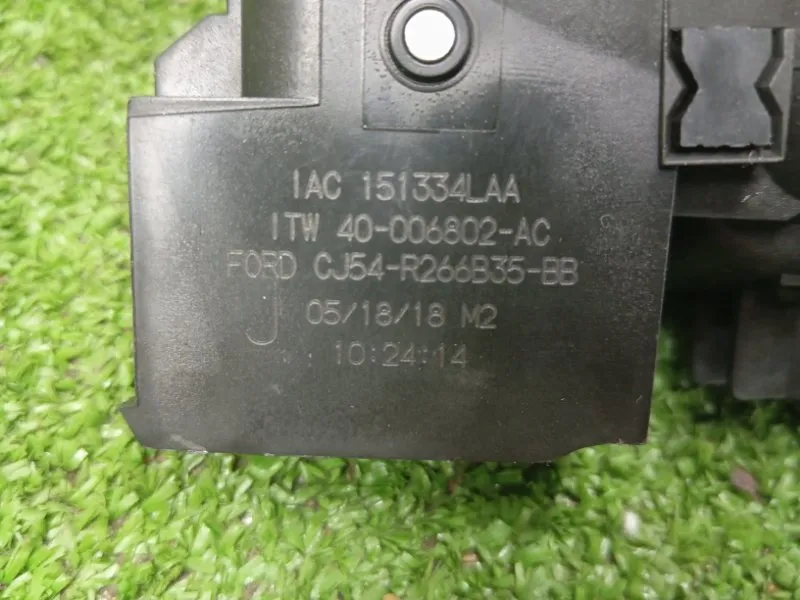 IAC 151334LAA
ITW 40-006802-AC
FORD CJ54-R266B35-BB
J 05/18/18 M2
10:24:14